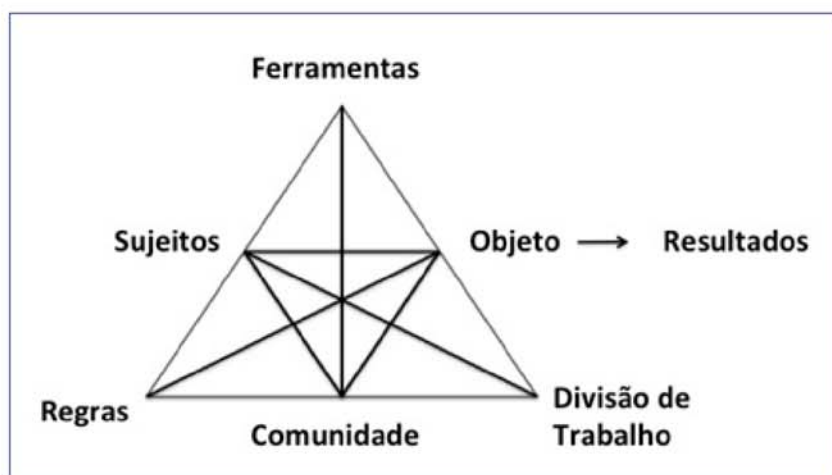 Ferramentas
Sujeitos
Objeto
Resultados
Regras
Comunidade
Divisão de
Trabalho